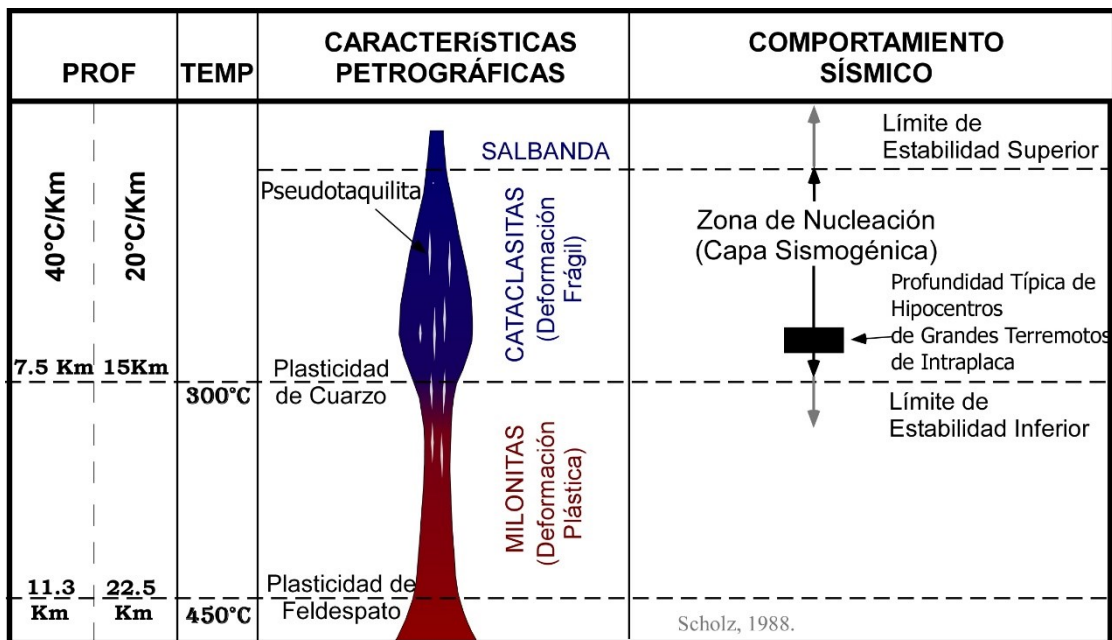 PROF
TEMP
CARACTERíSTICAS
PETROGRÁFICAS
COMPORTAMIENTO
SÍSMICO
40°C/Km
20°C/Km
SALBANDA
Límite de
Estabilidad Superior
Pseudotaquilita
CATACLASITAS
(Deformación
Frágil)
Zona de Nucleación
(Capa Sismogénica)
Profundidad Típica de
Hipocentros
de Grandes Terremotos
de Intraplaca
7.5 Km
15Km
300°C
Plasticidad
de Cuarzo
Límite de
Estabilidad Inferior
MILONITAS
(Deformación
Plástica)
11.3
Km
22.5
Km
450°C
Plasticidad de
Feldespato
Scholz, 1988.